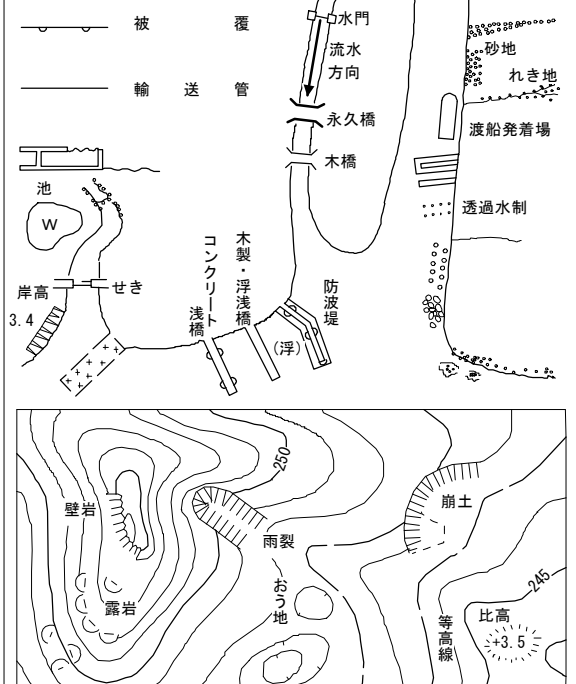 被　　　覆
輸　送　管
水門
流水
方向
永久橋
木橋
砂地
れき地
渡船発着場
透過水制
池
W
岸高
3.4
せき
コンクリート
浅橋
木製・浮浅橋
防波堤
(浮)
250
壁岩
露岩
雨裂
おう地
崩土
等高線
245
比高
+3.5